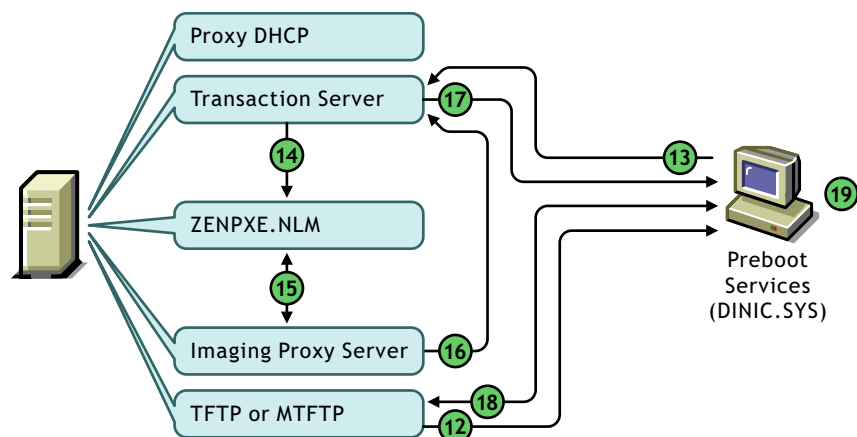 Proxy DHCP
Transaction Server
17
13
14
19
ZENPXE.NLM
Preboot
Services
(DINIC.SYS)
15
Imaging Proxy Server
16
18
TFTP or MTFTP
12